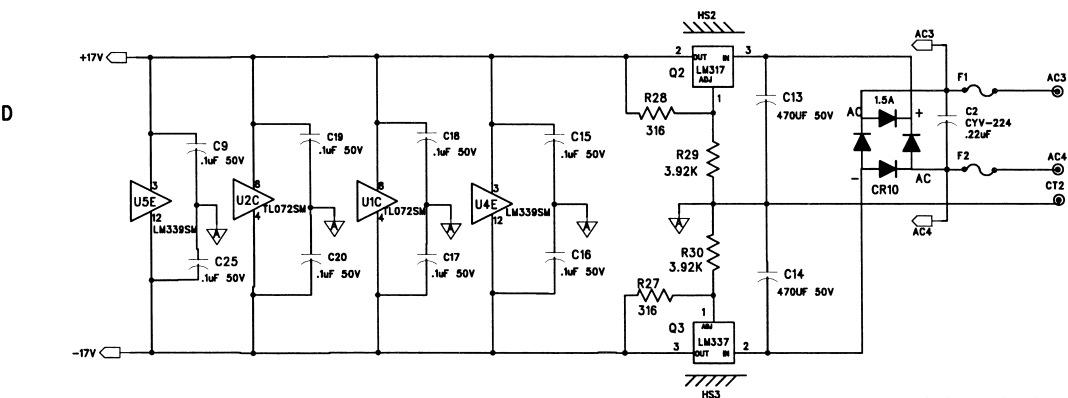 HS2
AC3
+17V
2
OUT
IN
3
LM317
ADJ
Q2
1
F1
AC3
R28
316
C13
470UF 50V
AC
1.5A
+
C2
CYV-224
.22uF
D
C9
.1uF 50V
C19
.1uF 50V
C18
.1uF 50V
C15
.1uF 50V
R29
3.92K
F2
AC4
-
AC
CR10
CT2
3
U5E
12
LM339SM
8
U2C
4
TL072SM
8
U1C
4
TL072SM
3
U4E
12
LM339SM
A
A
A
A
A
AC4
C25
.1uF 50V
C20
.1uF 50V
C17
.1uF 50V
C16
.1uF 50V
R30
3.92K
C14
470UF 50V
R27
316
1
Q3
ADJ
LM337
-17V
3
OUT
IN
2
HS3